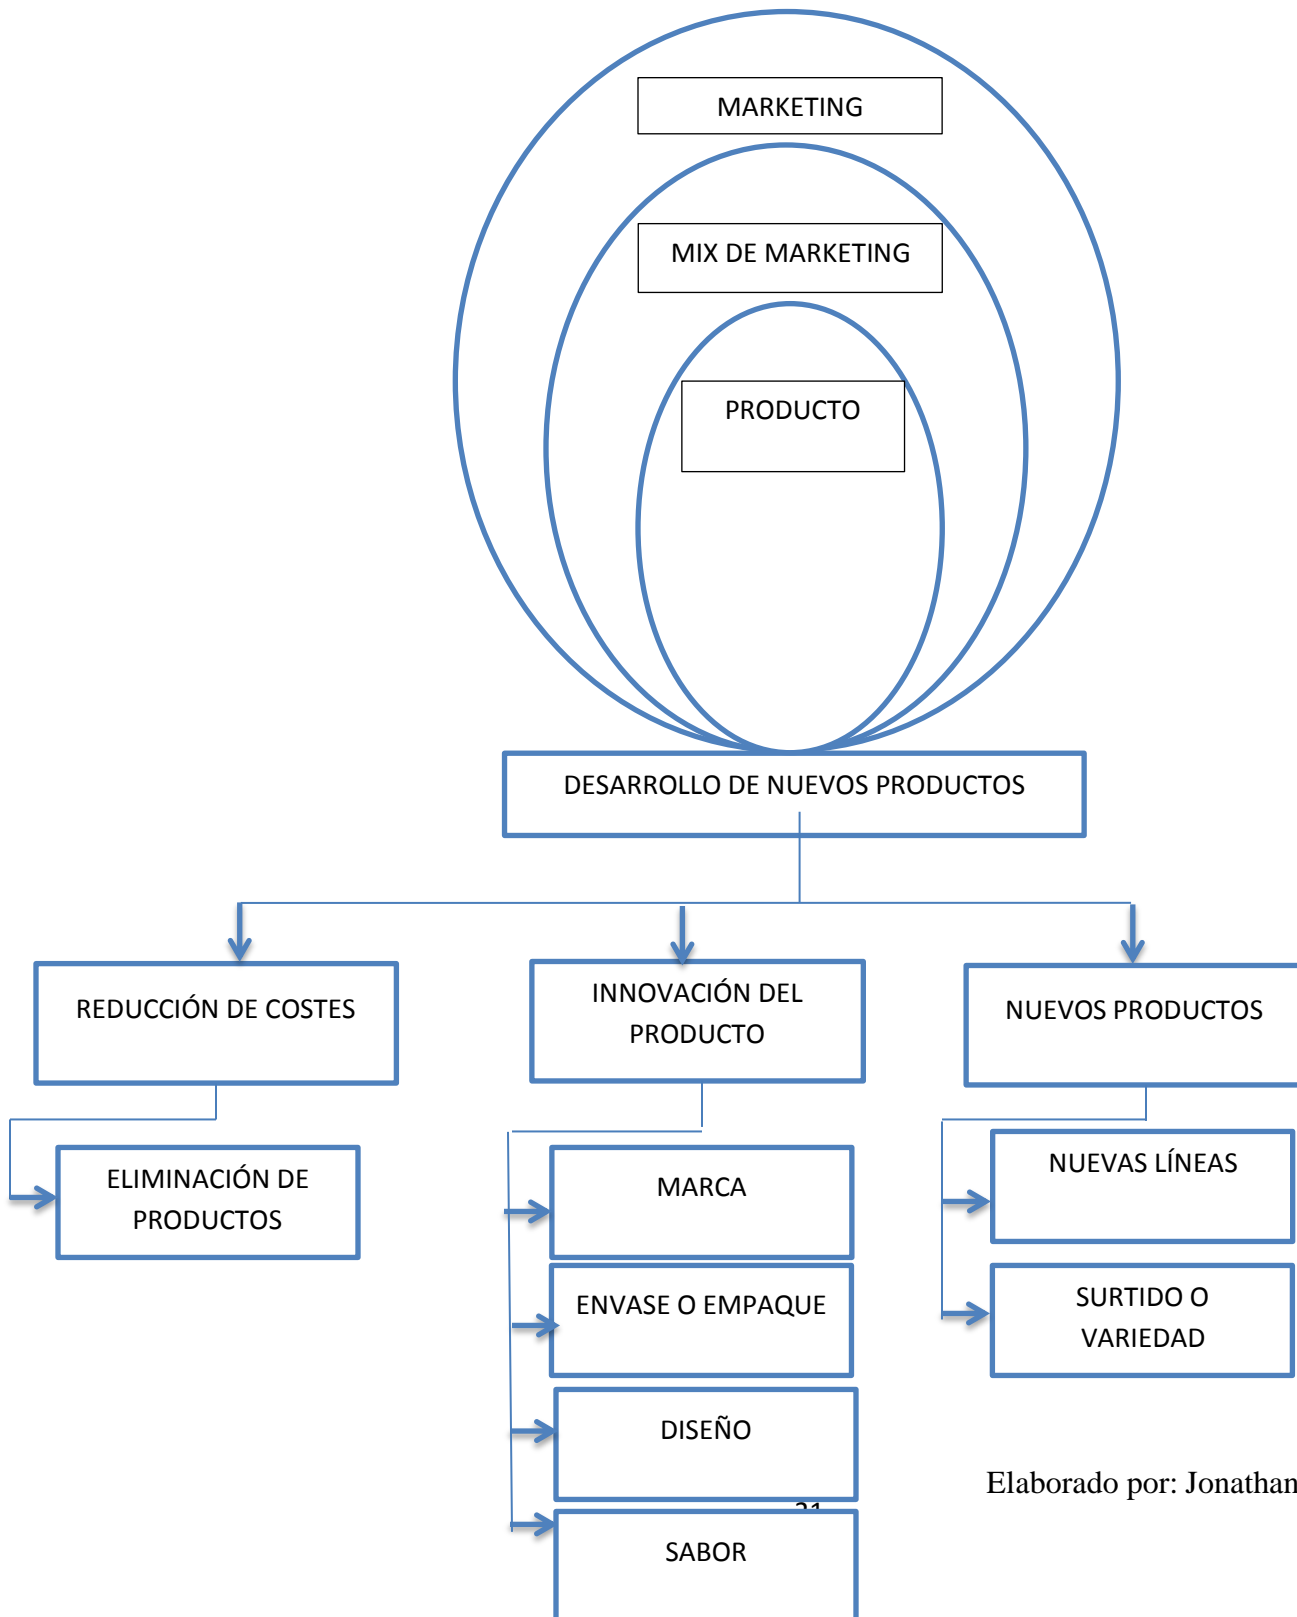 MARKETING
MIX DE MARKETING
PRODUCTO
DESARROLLO DE NUEVOS PRODUCTOS
REDUCCIÓN DE COSTES
INNOVACIÓN DEL
PRODUCTO
NUEVOS PRODUCTOS
ELIMINACIÓN DE
PRODUCTOS
MARCA
ENVASE O EMPAQUE
DISEÑO
SABOR
NUEVAS LÍNEAS
SURTIDO O
VARIEDAD
Elaborado por: Jonathan